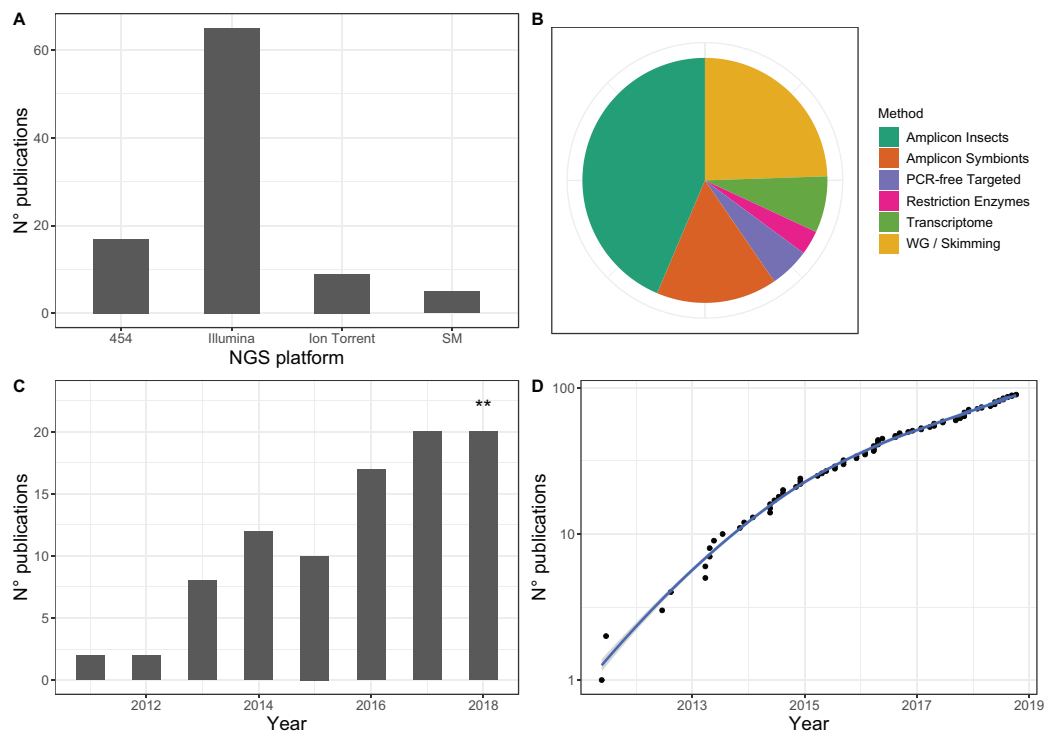 A
N° publications
60
40
20
0
454
Illumina
Ion Torrent
SM
NGS platform
B
Method
Amplicon Insects
Amplicon Symbionts
PCR-free Targeted
Restriction Enzymes
Transcriptome
WG / Skimming
C
N° publications
20
15
10
5
0
**
2012
2014
2016
2018
Year
D
N° publications
100
10
1
2013
2015
2017
2019
Year